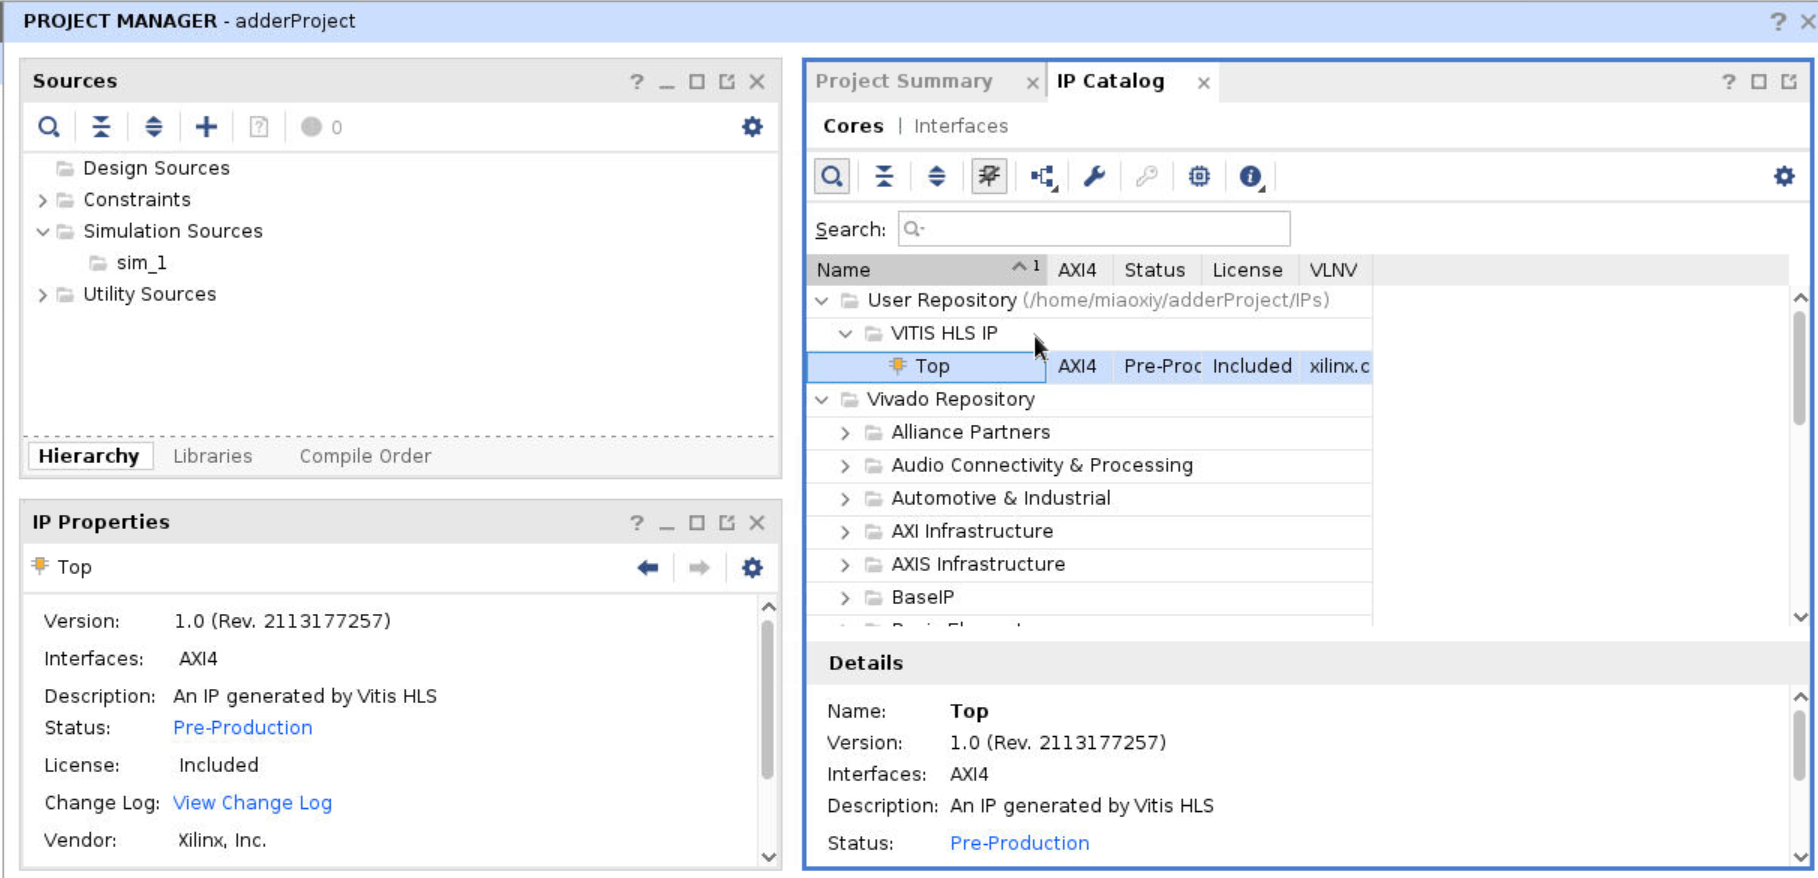 PROJECT MANAGER - adderProject
Sources
0
Design Sources
Constraints
Simulation Sources
sim_1
Utility Sources
Hierarchy Libraries Compile Order
IP Properties
Top
Version: 1.0 (Rev. 2113177257)
Interfaces: AXI4
Description: An IP generated by Vitis HLS
Status: Pre-Production
License: Included
Change Log: View Change Log
Vendor: Xilinx, Inc.
Project Summary IP Catalog
Cores | Interfaces
Search:
Name 1 AXI4 Status License VLNV
User Repository (/home/miaoxiy/adderProject/IPs)
VITIS HLS IP
Top AXI4 Pre-Proc Included xilinx.c
Vivado Repository
Alliance Partners
Audio Connectivity & Processing
Automotive & Industrial
AXI Infrastructure
AXIS Infrastructure
BaseIP
Details
Name: Top
Version: 1.0 (Rev. 2113177257)
Interfaces: AXI4
Description: An IP generated by Vitis HLS
Status: Pre-Production